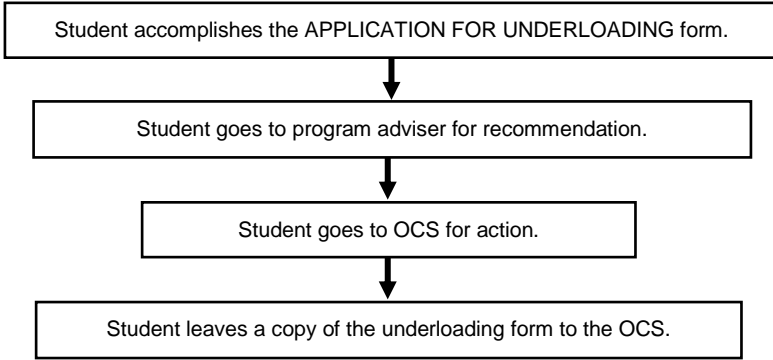 Student accomplishes the APPLICATION FOR UNDERLOADING form.
Student goes to program adviser for recommendation.
Student goes to OCS for action.
Student leaves a copy of the underloading form to the OCS.